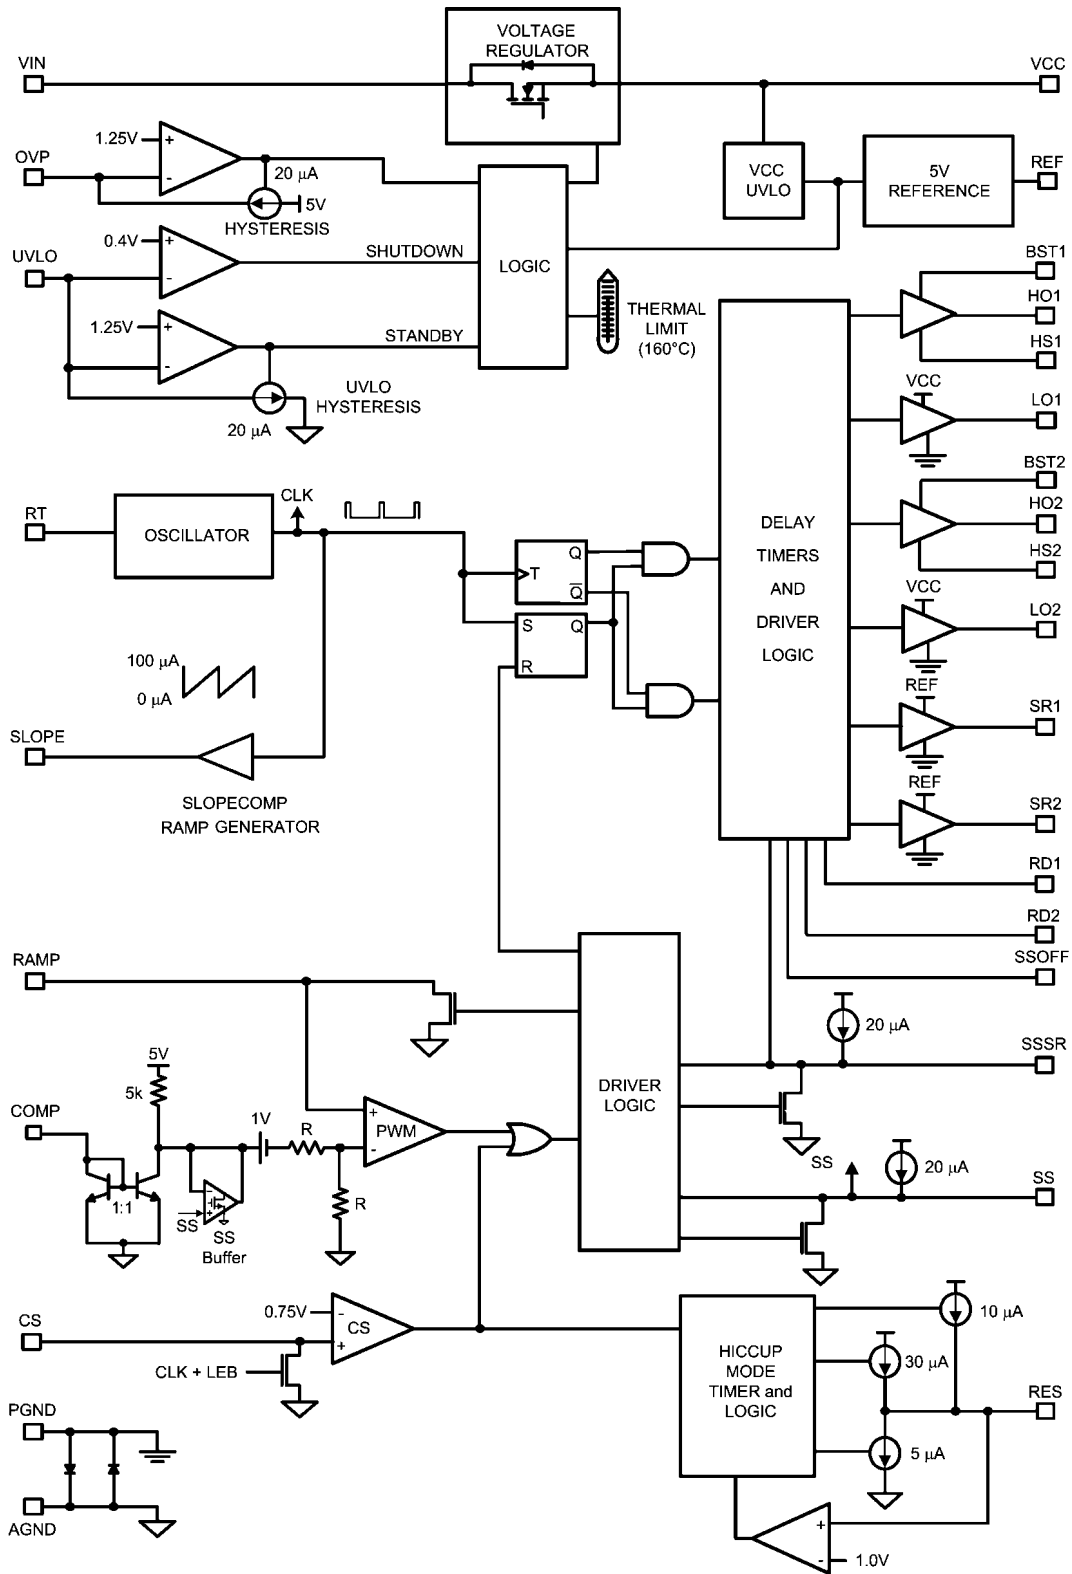 VOLTAGE
REGULATOR
VIN
VCC
1.25V
+
OVP
-
20 µA
5V
HYSTERESIS
VCC
UVLO
5V
REFERENCE
REF
0.4V
+
UVLO
-
SHUTDOWN
LOGIC
1.25V
+
-
STANDBY
THERMAL
LIMIT
(160°C)
UVLO
HYSTERESIS
20 µA
BST1
HO1
HS1
VCC
LO1
BST2
HO2
HS2
VCC
LO2
REF
SR1
REF
SR2
RD1
RD2
SSOFF
DELAY
TIMERS
AND
DRIVER
LOGIC
RT
OSCILLATOR
CLK
T
Q
Q̅
S
Q
R
100 µA
0 µA
SLOPE
SLOPECOMP
RAMP GENERATOR
RAMP
20 µA
SSSR
DRIVER
LOGIC
5V
5k
COMP
1V
R
+
PWM
-
R
1:1
-
+
SS
SS
Buffer
SS
20 µA
SS
0.75V
-
CS
CS
+
CLK + LEB
HICCUP
MODE
TIMER and
LOGIC
10 µA
30 µA
RES
5 µA
+
-
1.0V
PGND
AGND